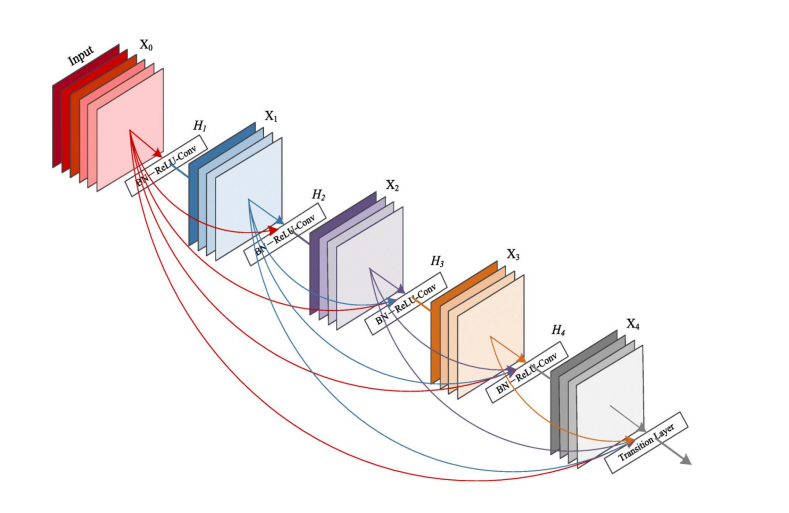 Input
X0
H1
BN—ReLU-Conv
X1
H2
BN—ReLU-Conv
X2
H3
BN—ReLU-Conv
X3
H4
BN—ReLU-Conv
X4
Transition Layer